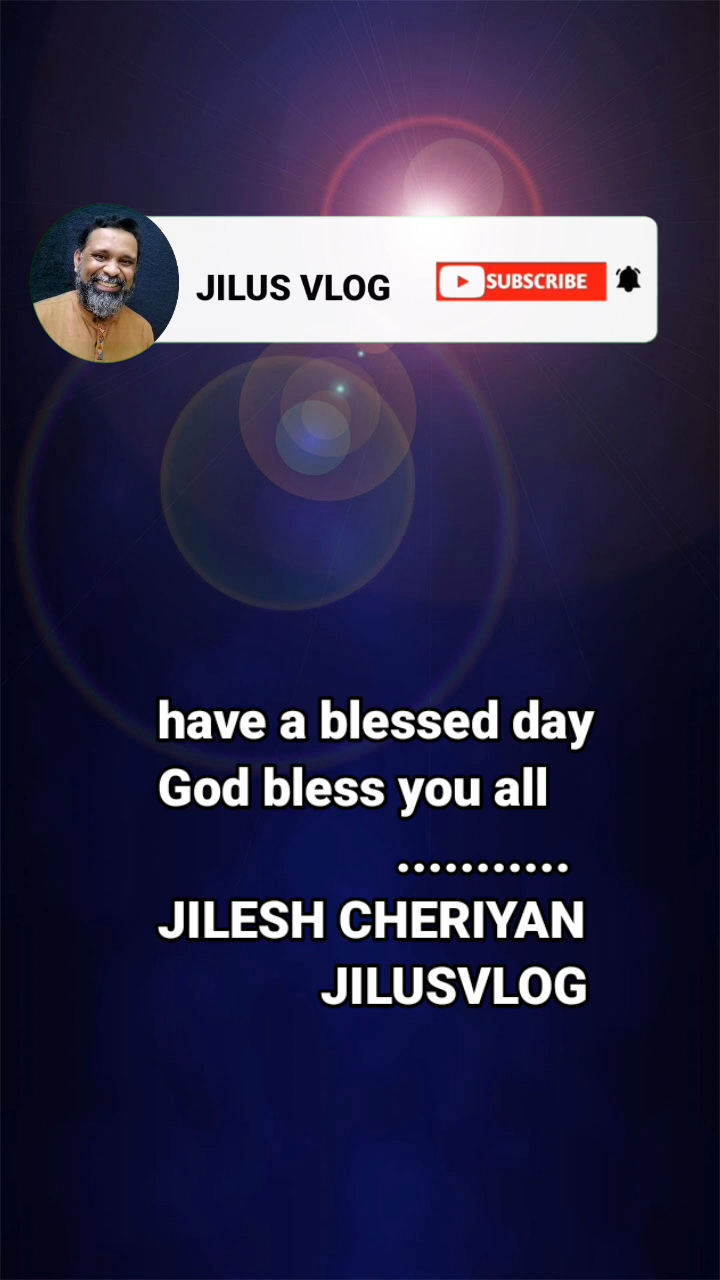 JILUS VLOG
SUBSCRIBE
have a blessed day
God bless you all
...........
JILESH CHERIYAN
JILUSVLOG